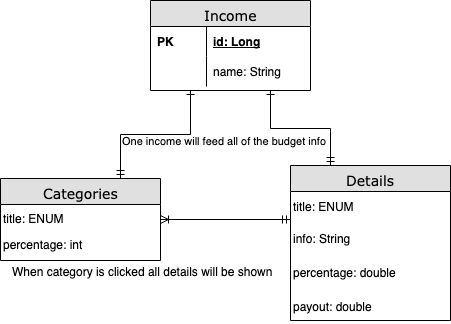 Income
PK id: Long
name: String
One income will feed all of the budget info
Categories
title: ENUM
percentage: int
Details
title: ENUM
info: String
percentage: double
payout: double
When category is clicked all details will be shown